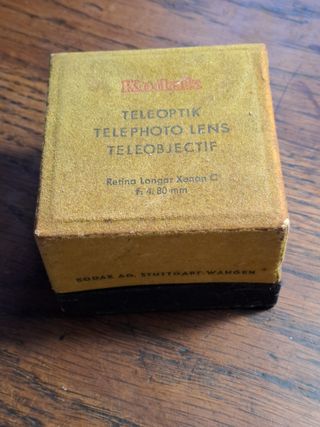 Kodak
TELEOPTIK
TELEPHOTO LENS
TELEOBJECTIF
Retina Longar Xenon C
F: 4. 80 mm
KODAK AG. STUTTGART-WANGEN